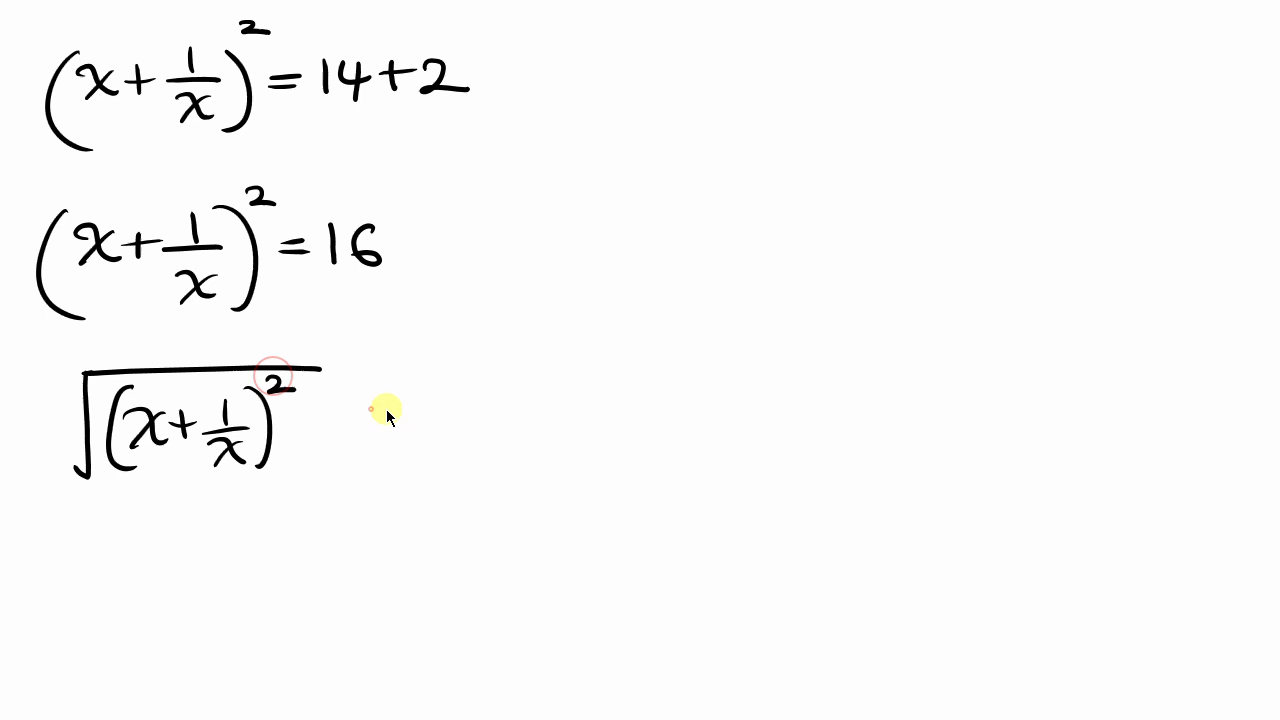 (x + 1/x)² = 14 + 2
(x + 1/x)² = 16
√(x + 1/x)²